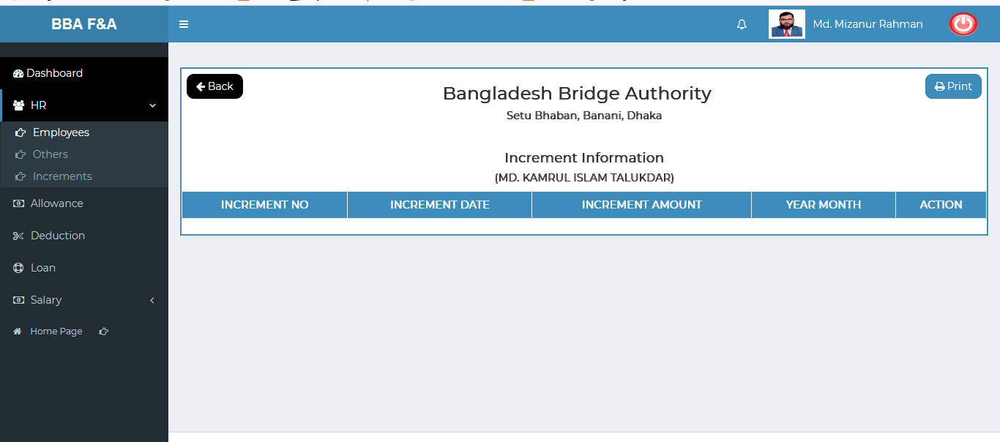 BBA F&A
Md. Mizanur Rahman
Dashboard
HR
Employees
Others
Increments
Allowance
Deduction
Loan
Salary
Home Page
Back
Print
Bangladesh Bridge Authority
Setu Bhaban, Banani, Dhaka
Increment Information
(MD. KAMRUL ISLAM TALUKDAR)
INCREMENT NO INCREMENT DATE INCREMENT AMOUNT YEAR MONTH ACTION